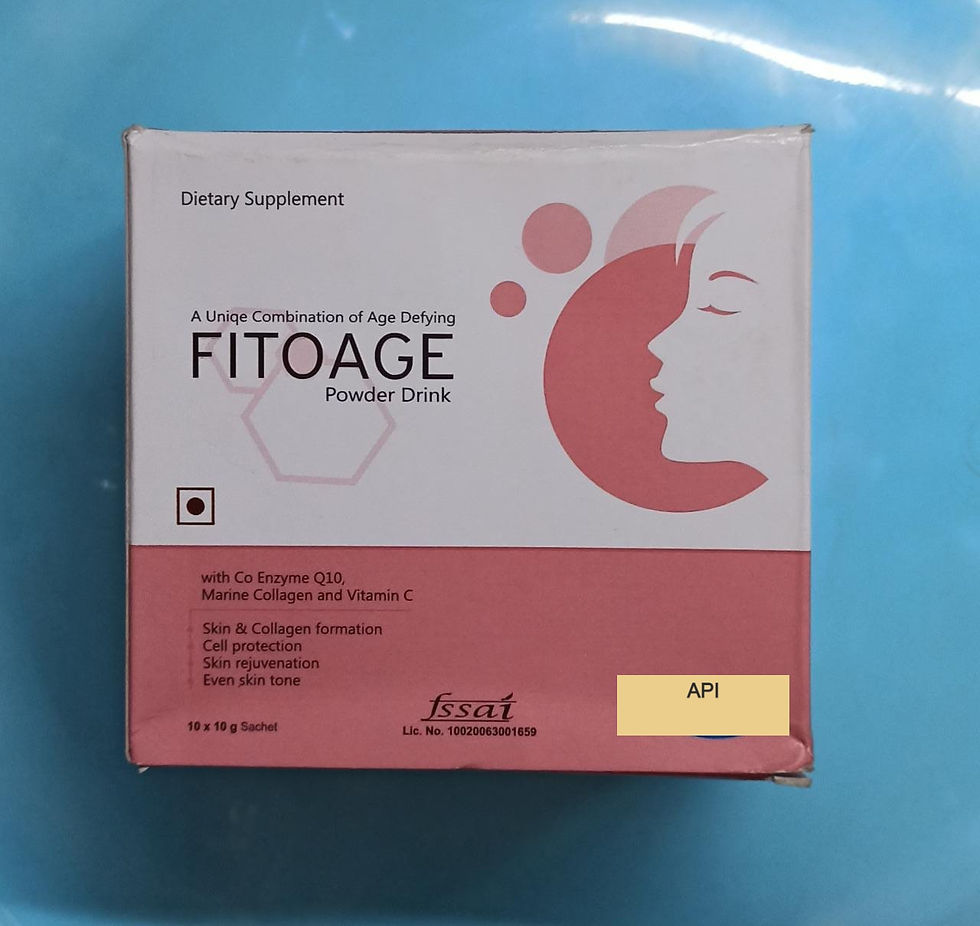 Dietary Supplement
A Uniqe Combination of Age Defying
FITOAGE
Powder Drink
with Co Enzyme Q10,
Marine Collagen and Vitamin C
Skin & Collagen formation
Cell protection
Skin rejuvenation
Even skin tone
10 x 10 g Sachet
fssai
Lic. No. 10020063001659
API